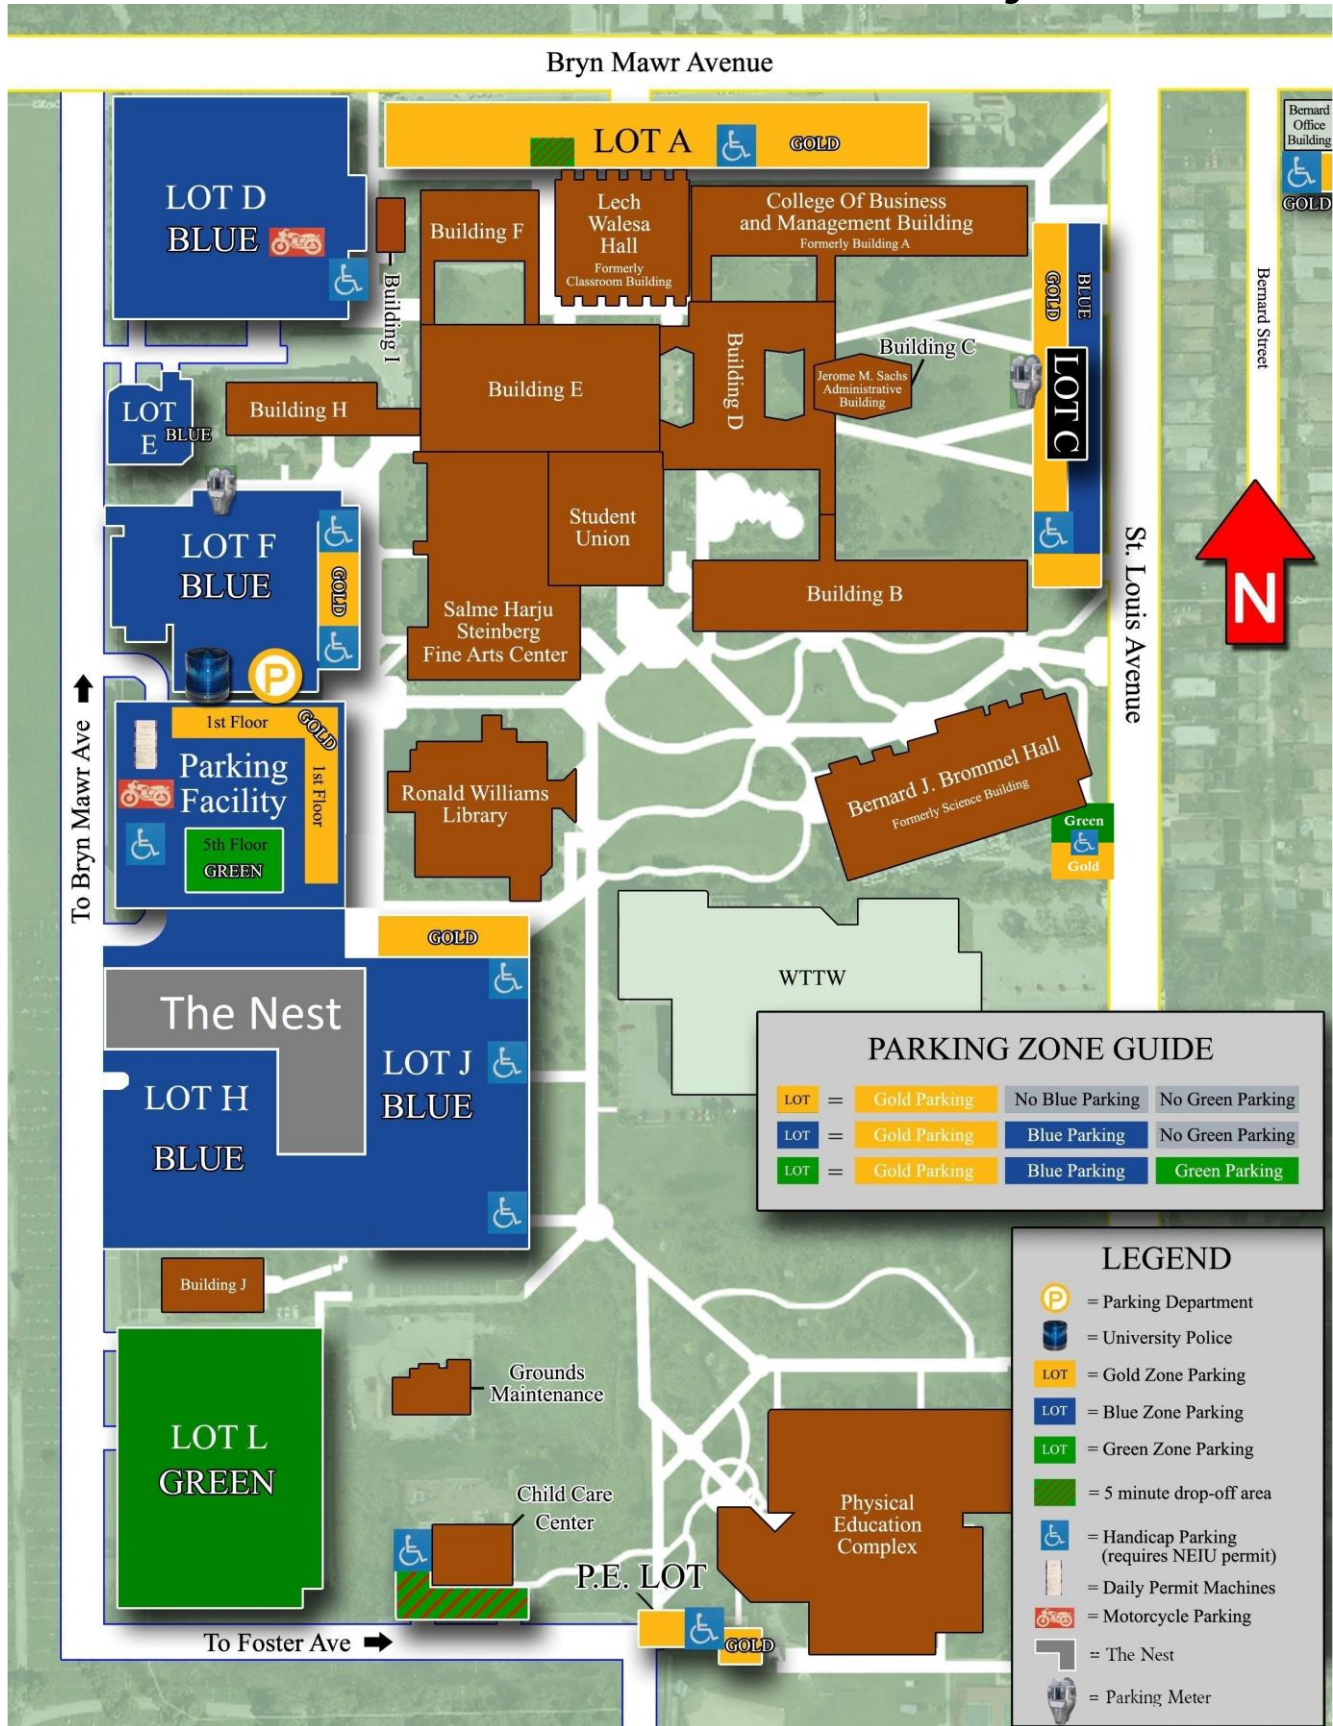 Bryn Mawr Avenue
Bernard
Office
Building
GOLD
LOT A
GOLD
LOT D
BLUE
Building I
Building F
Lech
Walesa
Hall
Formerly
Classroom Building
College Of Business
and Management Building
Formerly Building A
GOLD
BLUE
LOT C
Bernard Street
LOT
E
BLUE
Building H
Building E
Building D
Building C
Jerome M. Sachs
Administrative
Building
LOT F
BLUE
GOLD
Student
Union
Salme Harju
Steinberg
Fine Arts Center
Building B
St. Louis Avenue
N
P
To Bryn Mawr Ave
1st Floor
GOLD
1st Floor
Parking
Facility
5th Floor
GREEN
Ronald Williams
Library
Bernard J. Brommel Hall
Formerly Science Building
Green
Gold
GOLD
WTTW
The Nest
LOT J
BLUE
LOT H
BLUE
PARKING ZONE GUIDE
LOT = Gold Parking No Blue Parking No Green Parking
LOT = Gold Parking Blue Parking No Green Parking
LOT = Gold Parking Blue Parking Green Parking
Building J
LOT L
GREEN
Grounds
Maintenance
Child Care
Center
P.E. LOT
GOLD
Physical
Education
Complex
To Foster Ave
LEGEND
P = Parking Department
= University Police
LOT = Gold Zone Parking
LOT = Blue Zone Parking
LOT = Green Zone Parking
= 5 minute drop-off area
= Handicap Parking
(requires NEIU permit)
= Daily Permit Machines
= Motorcycle Parking
= The Nest
= Parking Meter